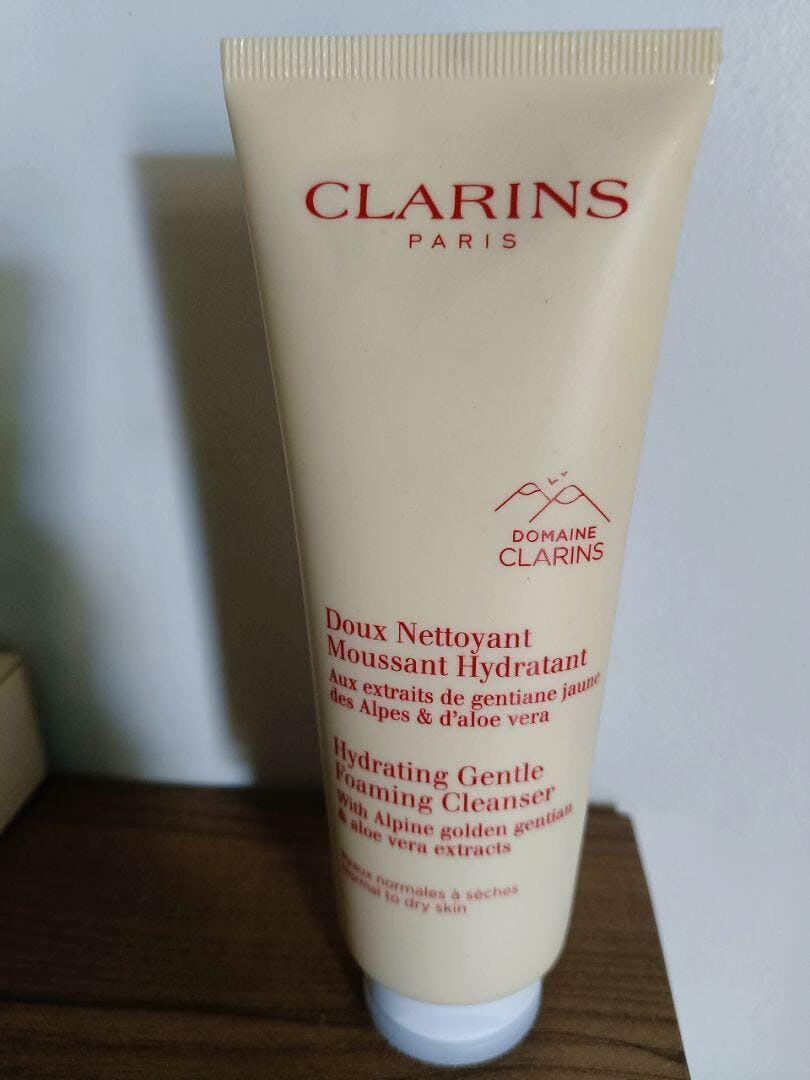 CLARINS
PARIS
DOMAINE
CLARINS
Doux Nettoyant
Moussant Hydratant
Aux extraits de gentiane jaune
des Alpes & d'aloe vera
Hydrating Gentle
Foaming Cleanser
With Alpine golden gentian
& aloe vera extracts
Peaux normales à sèches
Normal to dry skin